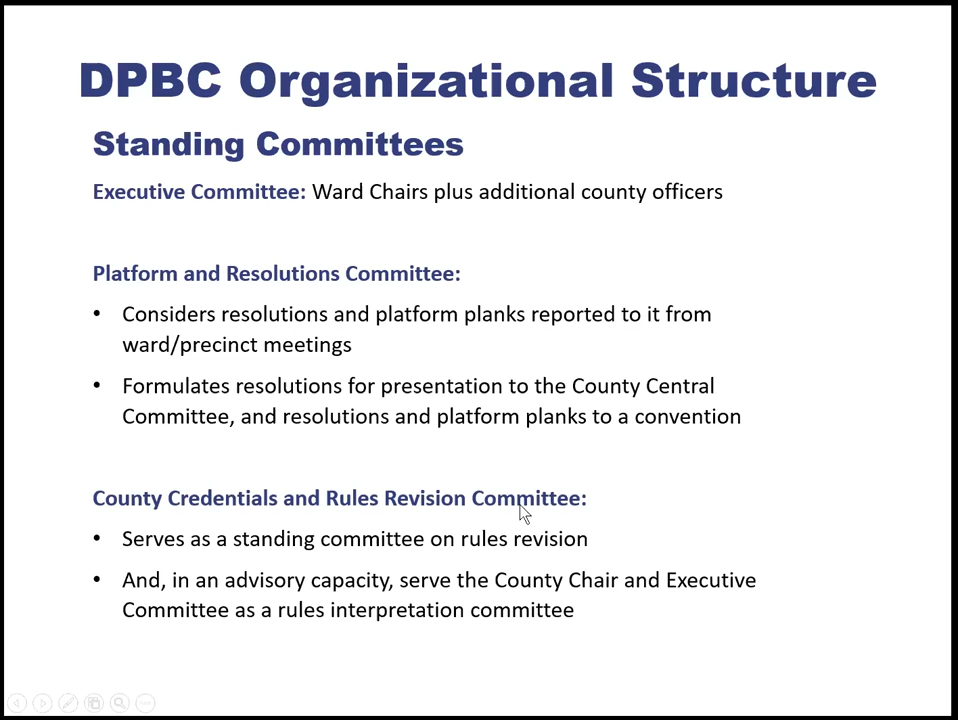 DPBC Organizational Structure
Standing Committees
Executive Committee: Ward Chairs plus additional county officers
Platform and Resolutions Committee:
• Considers resolutions and platform planks reported to it from
ward/precinct meetings
• Formulates resolutions for presentation to the County Central
Committee, and resolutions and platform planks to a convention
County Credentials and Rules Revision Committee:
• Serves as a standing committee on rules revision
• And, in an advisory capacity, serve the County Chair and Executive
Committee as a rules interpretation committee